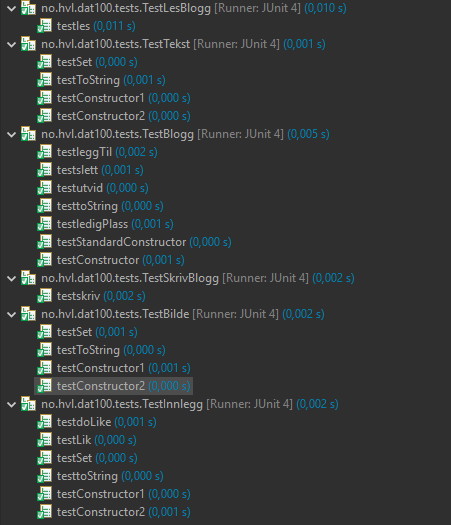 no.hvl.dat100.tests.TestLesBlogg [Runner: JUnit 4] (0,010 s)
testles (0,011 s)
no.hvl.dat100.tests.TestTekst [Runner: JUnit 4] (0,001 s)
testSet (0,000 s)
testToString (0,001 s)
testConstructor1 (0,000 s)
testConstructor2 (0,000 s)
no.hvl.dat100.tests.TestBlogg [Runner: JUnit 4] (0,005 s)
testleggTil (0,002 s)
testslett (0,001 s)
testutvid (0,000 s)
testtoString (0,000 s)
testledigPlass (0,001 s)
testStandardConstructor (0,000 s)
testConstructor (0,001 s)
no.hvl.dat100.tests.TestSkrivBlogg [Runner: JUnit 4] (0,002 s)
testskriv (0,002 s)
no.hvl.dat100.tests.TestBilde [Runner: JUnit 4] (0,002 s)
testSet (0,001 s)
testToString (0,000 s)
testConstructor1 (0,001 s)
testConstructor2 (0,000 s)
no.hvl.dat100.tests.TestInnlegg [Runner: JUnit 4] (0,002 s)
testdoLike (0,001 s)
testLik (0,000 s)
testSet (0,000 s)
testtoString (0,000 s)
testConstructor1 (0,000 s)
testConstructor2 (0,001 s)